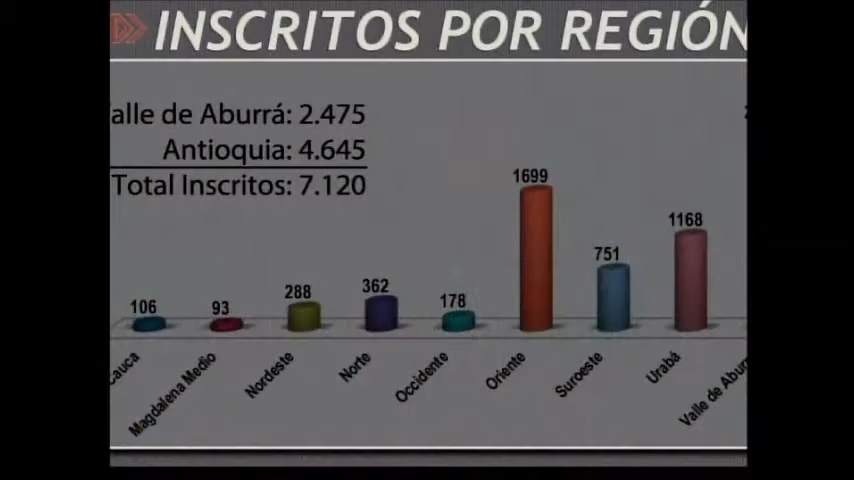 INSCRITOS POR REGIÓN
alle de Aburrá: 2.475
Antioquia: 4.645
Total Inscritos: 7.120
1699
1168
751
362
288
178
106
93
Cauca
Magdalena Medio
Nordeste
Norte
Occidente
Oriente
Suroeste
Urabá
Valle de Abur